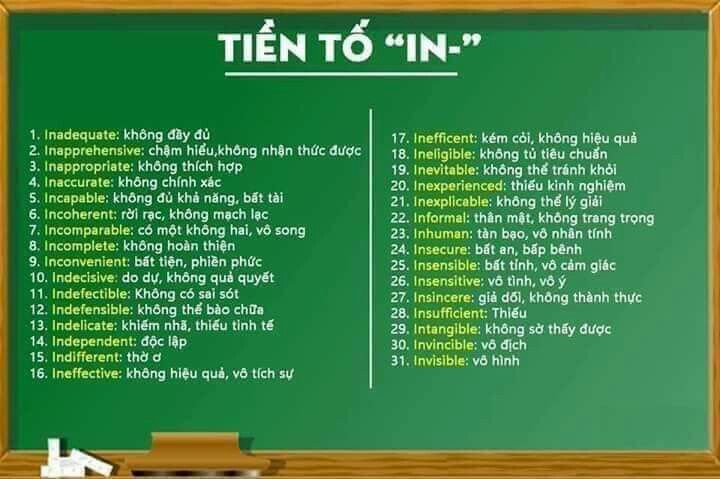 TIỀN TỐ “IN-”
1. Inadequate: không đầy đủ
2. Inapprehensive: chậm hiểu,không nhận thức được
3. Inappropriate: không thích hợp
4. Inaccurate: không chính xác
5. Incapable: không đủ khả năng, bất tài
6. Incoherent: rời rạc, không mạch lạc
7. Incomparable: có một không hai, vô song
8. Incomplete: không hoàn thiện
9. Inconvenient: bất tiện, phiền phức
10. Indecisive: do dự, không quả quyết
11. Indefectible: Không có sai sót
12. Indefensible: không thể bào chữa
13. Indelicate: khiếm nhã, thiếu tinh tế
14. Independent: độc lập
15. Indifferent: thờ ơ
16. Ineffective: không hiệu quả, vô tích sự
17. Inefficent: kém cỏi, không hiệu quả
18. Ineligible: không tủ tiêu chuẩn
19. Inevitable: không thể tránh khỏi
20. Inexperienced: thiếu kinh nghiệm
21. Inexplicable: không thể lý giải
22. Informal: thân mật, không trang trọng
23. Inhuman: tàn bạo, vô nhân tính
24. Insecure: bất an, bấp bênh
25. Insensible: bất tỉnh, vô cảm giác
26. Insensitive: vô tình, vô ý
27. Insincere: giả dối, không thành thực
28. Insufficient: Thiếu
29. Intangible: không sờ thấy được
30. Invincible: vô địch
31. Invisible: vô hình